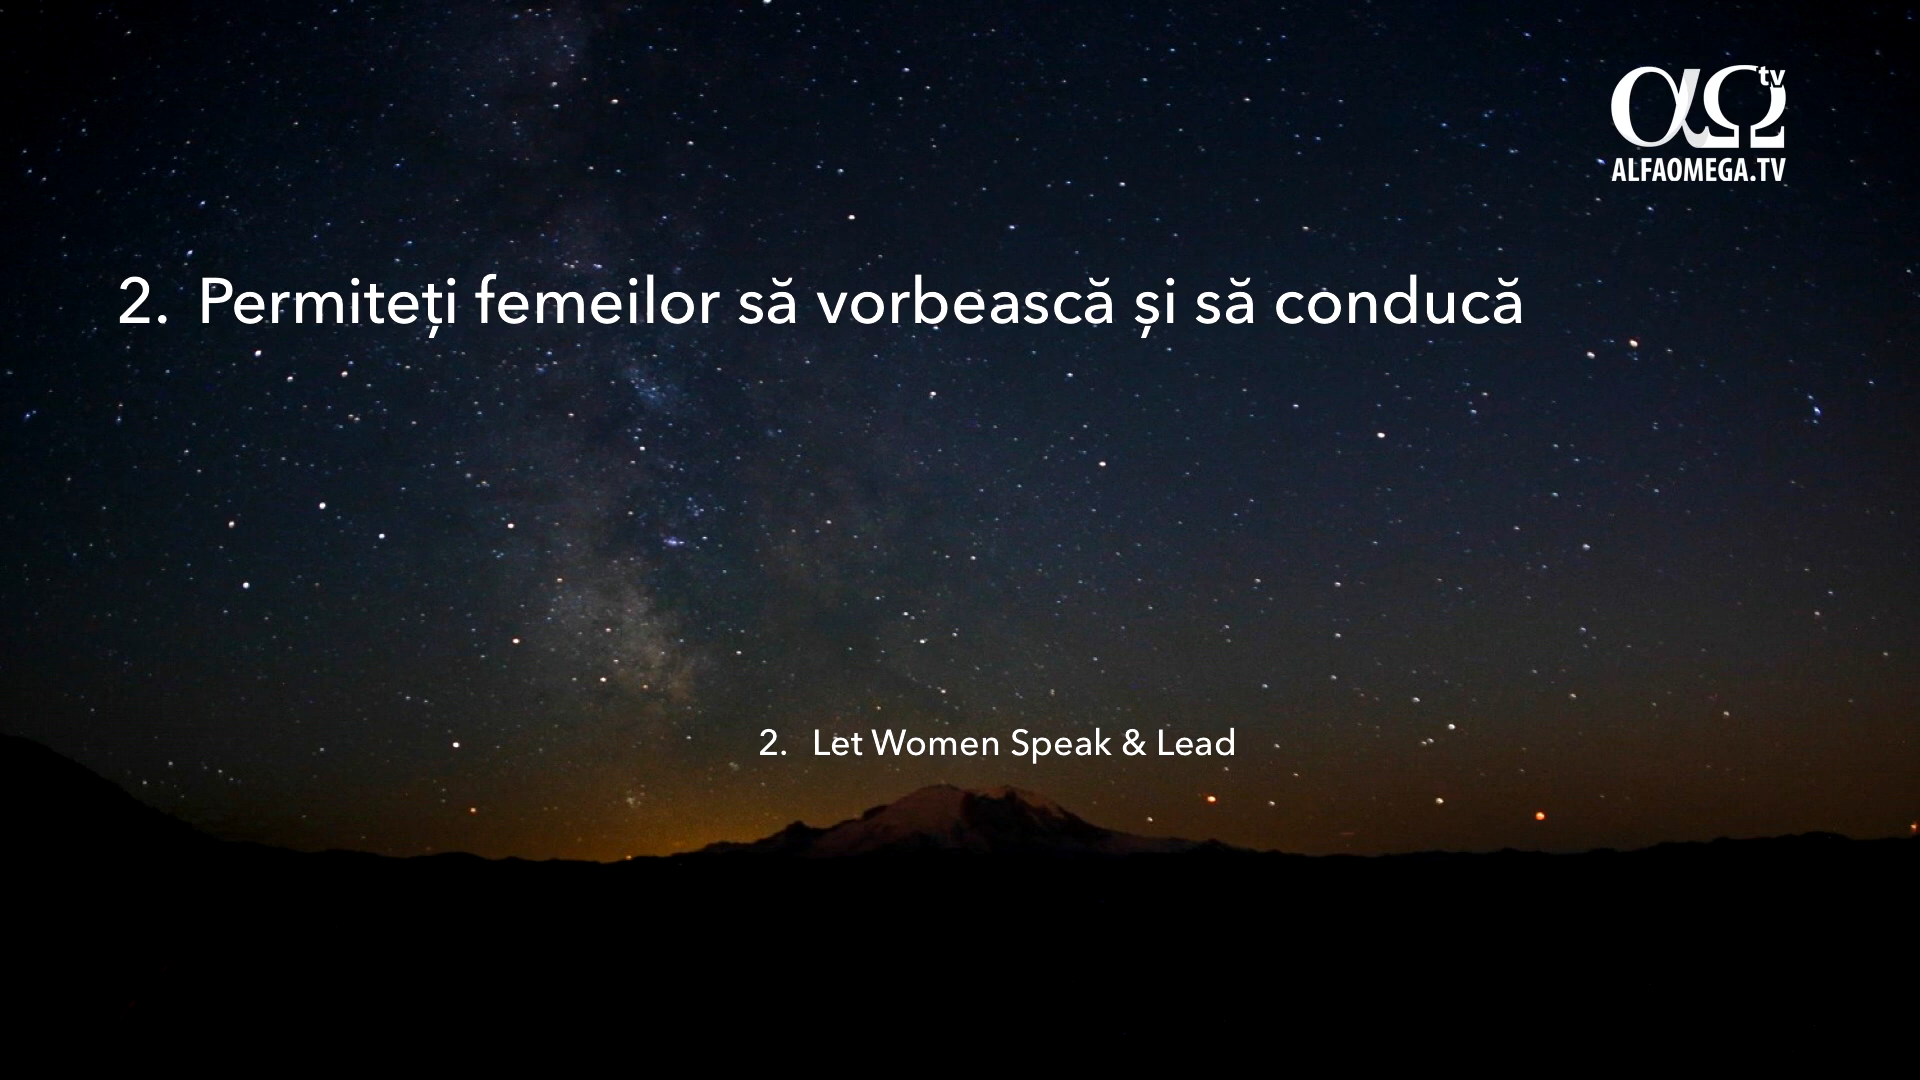 αΩ tv
ALFAOMEGA.TV
2. Permiteți femeilor să vorbească și să conducă
2. Let Women Speak & Lead